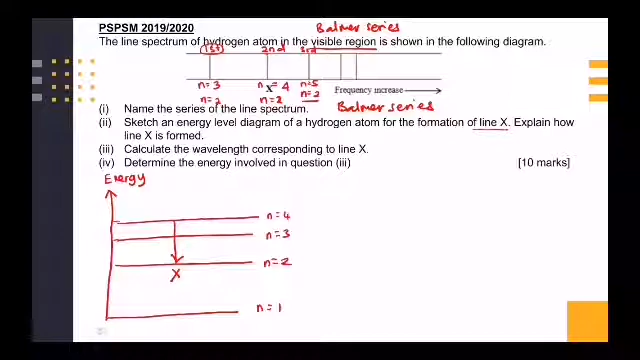 PSPSM 2019/2020
Balmer series
The line spectrum of hydrogen atom in the visible region is shown in the following diagram.
1st 2nd 3rd
n=3 n=4 n=5
X
n=2 n=2 n=2
Frequency increase
Balmer series
(i) Name the series of the line spectrum.
(ii) Sketch an energy level diagram of a hydrogen atom for the formation of line X. Explain how
line X is formed.
(iii) Calculate the wavelength corresponding to line X.
(iv) Determine the energy involved in question (iii) [10 marks]
Energy
n=4
n=3
n=2
X
n=1